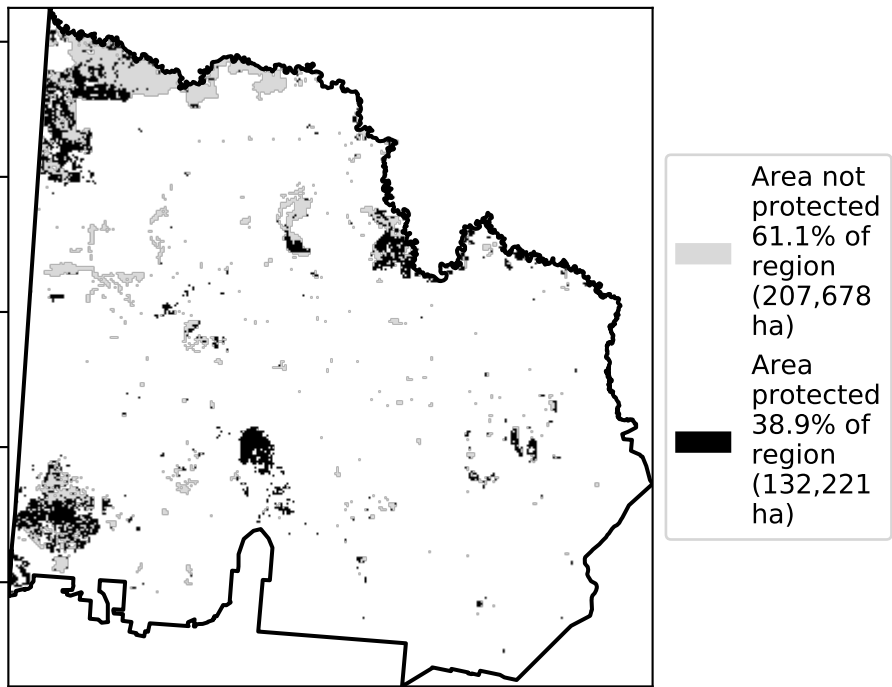 Area not
protected
61.1% of
region
(207,678
ha)
Area
protected
38.9% of
region
(132,221
ha)